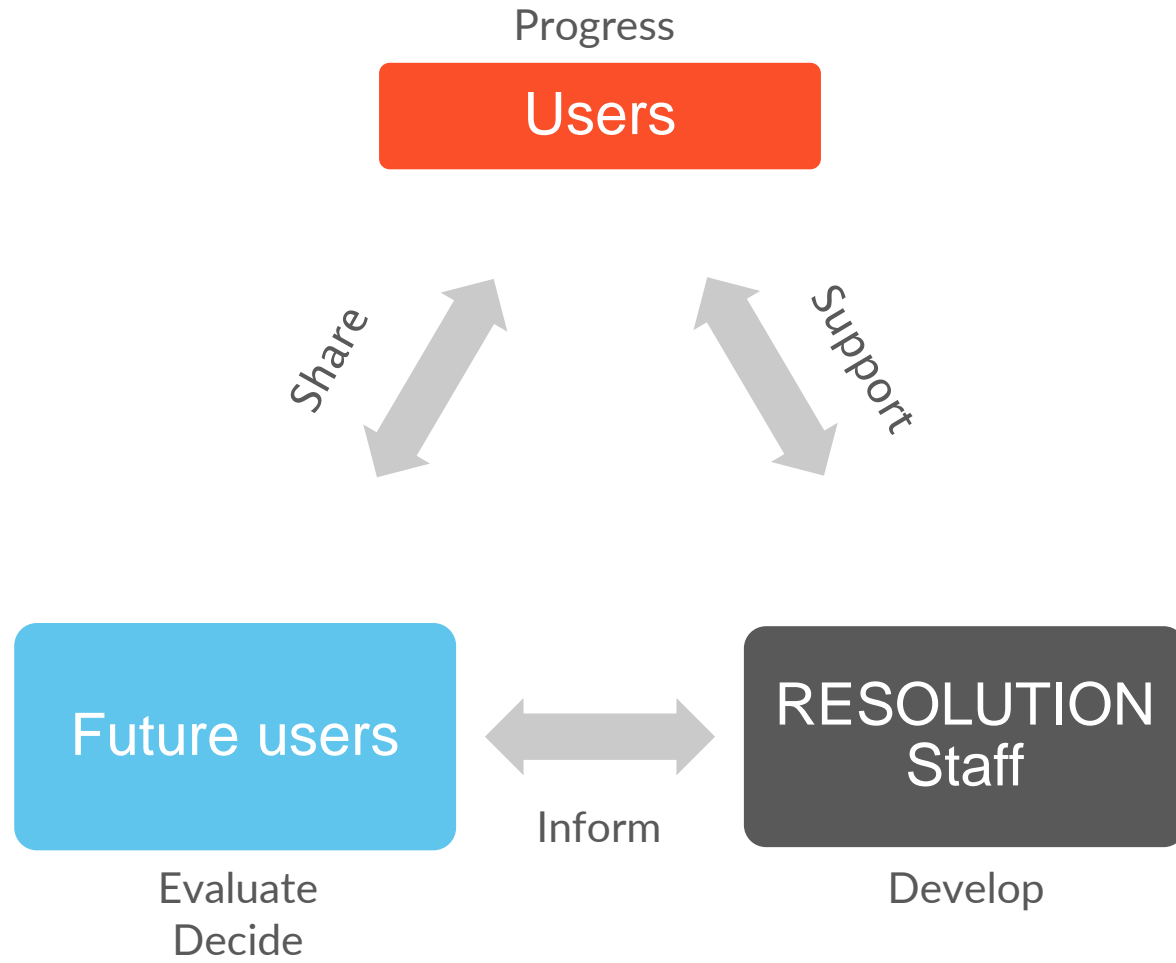 Progress
Users
Share
Support
Future users
RESOLUTION
Staff
Inform
Evaluate
Decide
Develop